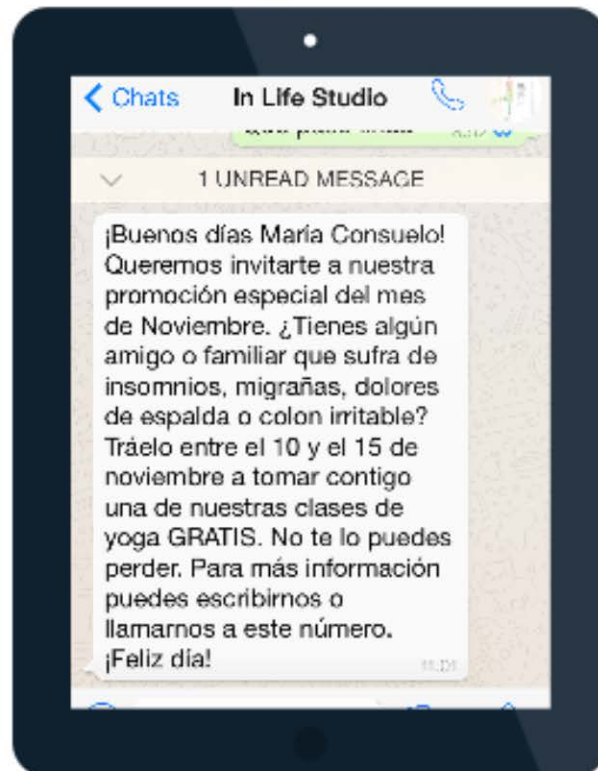 Chats In Life Studio
1 UNREAD MESSAGE
¡Buenos días María Consuelo!
Queremos invitarte a nuestra
promoción especial del mes
de Noviembre. ¿Tienes algún
amigo o familiar que sufra de
insomnios, migrañas, dolores
de espalda o colon irritable?
Tráelo entre el 10 y el 15 de
noviembre a tomar contigo
una de nuestras clases de
yoga GRATIS. No te lo puedes
perder. Para más información
puedes escribirnos o
llamarnos a este número.
¡Feliz día!